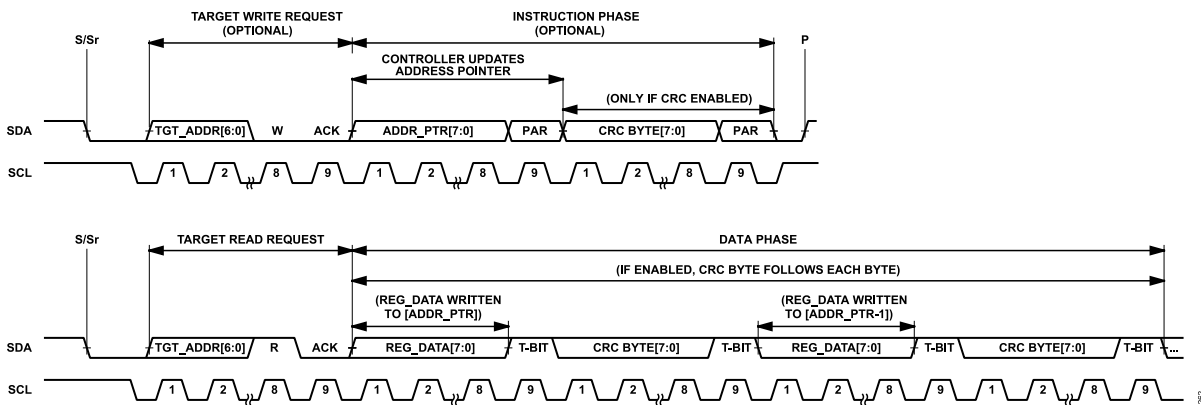 TARGET WRITE REQUEST
(OPTIONAL)
INSTRUCTION PHASE
(OPTIONAL)
S/Sr
P
CONTROLLER UPDATES
ADDRESS POINTER
(ONLY IF CRC ENABLED)
SDA TGT_ADDR[6:0] W ACK ADDR_PTR[7:0] PAR CRC BYTE[7:0] PAR
SCL 1 2 8 9 1 2 8 9 1 2 8 9
S/Sr TARGET READ REQUEST DATA PHASE
(IF ENABLED, CRC BYTE FOLLOWS EACH BYTE)
(REG_DATA WRITTEN
TO [ADDR_PTR])
(REG_DATA WRITTEN
TO [ADDR_PTR-1])
SDA TGT_ADDR[6:0] R ACK REG_DATA[7:0] T-BIT CRC BYTE[7:0] T-BIT REG_DATA[7:0] T-BIT CRC BYTE[7:0] T-BIT ...
SCL 1 2 8 9 1 2 8 9 1 2 8 9 1 2 8 9 1 2 8 9